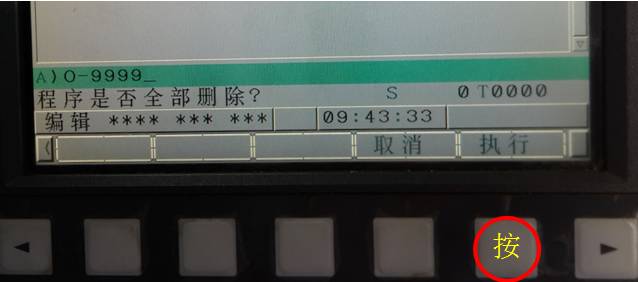 A)O-9999_
程序是否全部删除? S 0 T0000
编辑 **** *** *** 09:43:33
( 取消 执行
按